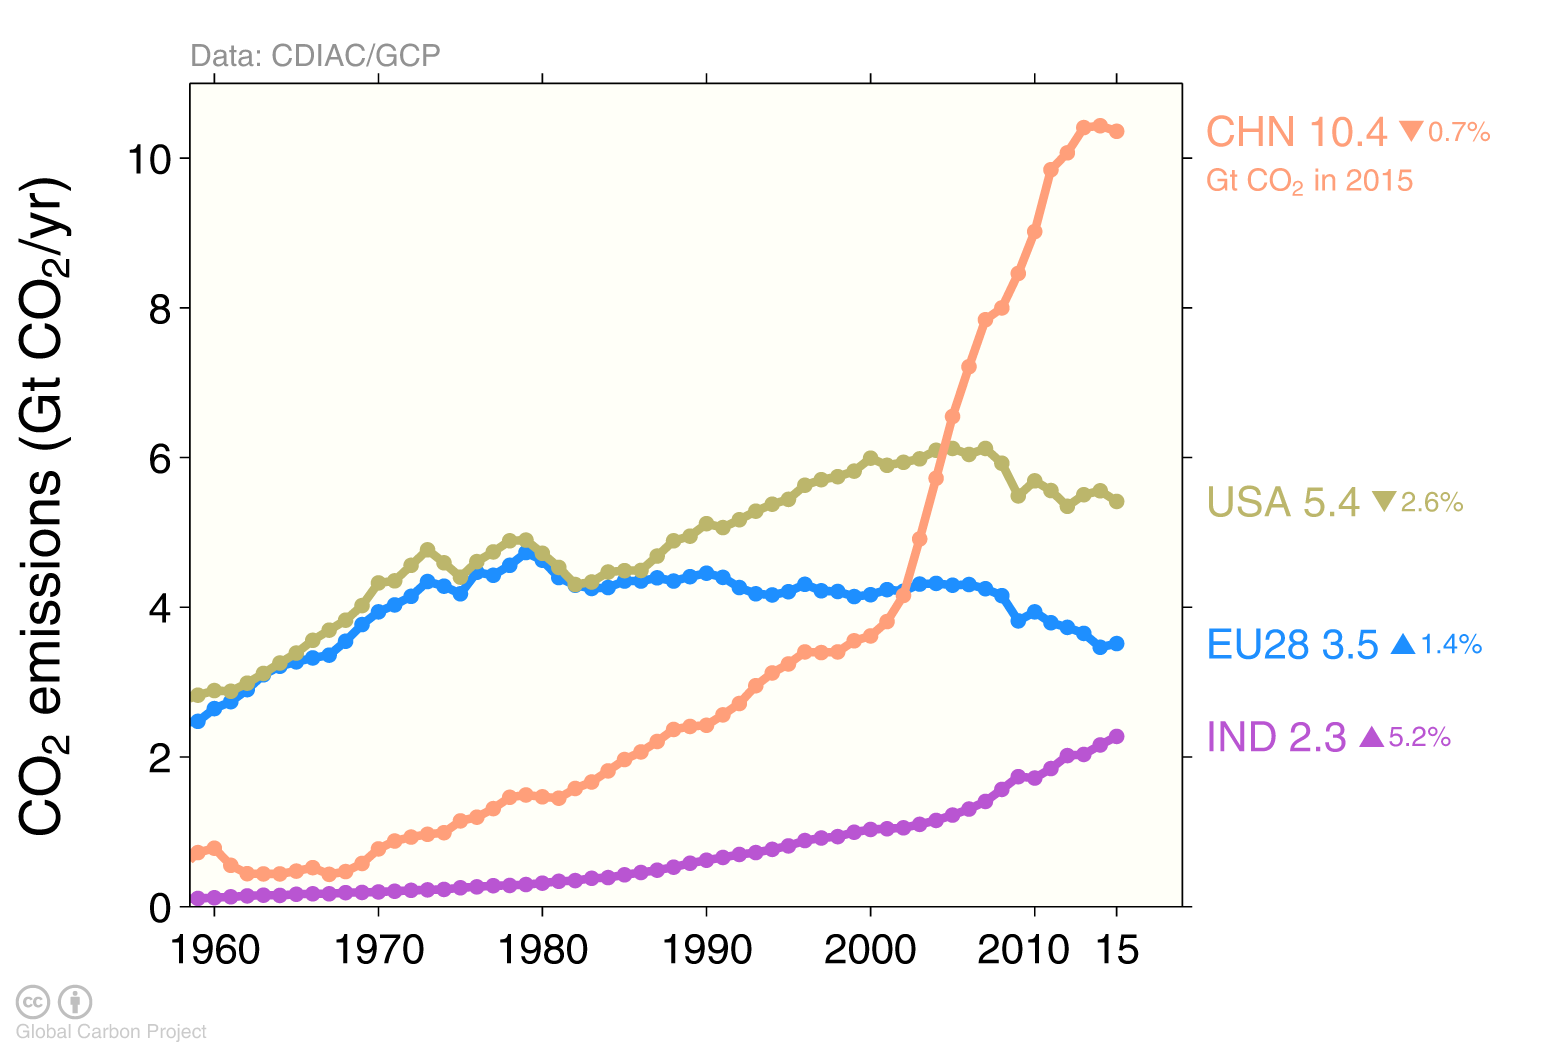 Data: CDIAC/GCP
CO₂ emissions (Gt CO₂/yr)
10
8
6
4
2
0
1960 1970 1980 1990 2000 2010 15
CHN 10.4 ▼0.7%
Gt CO₂ in 2015
USA 5.4 ▼2.6%
EU28 3.5 ▲1.4%
IND 2.3 ▲5.2%
cc
Global Carbon Project